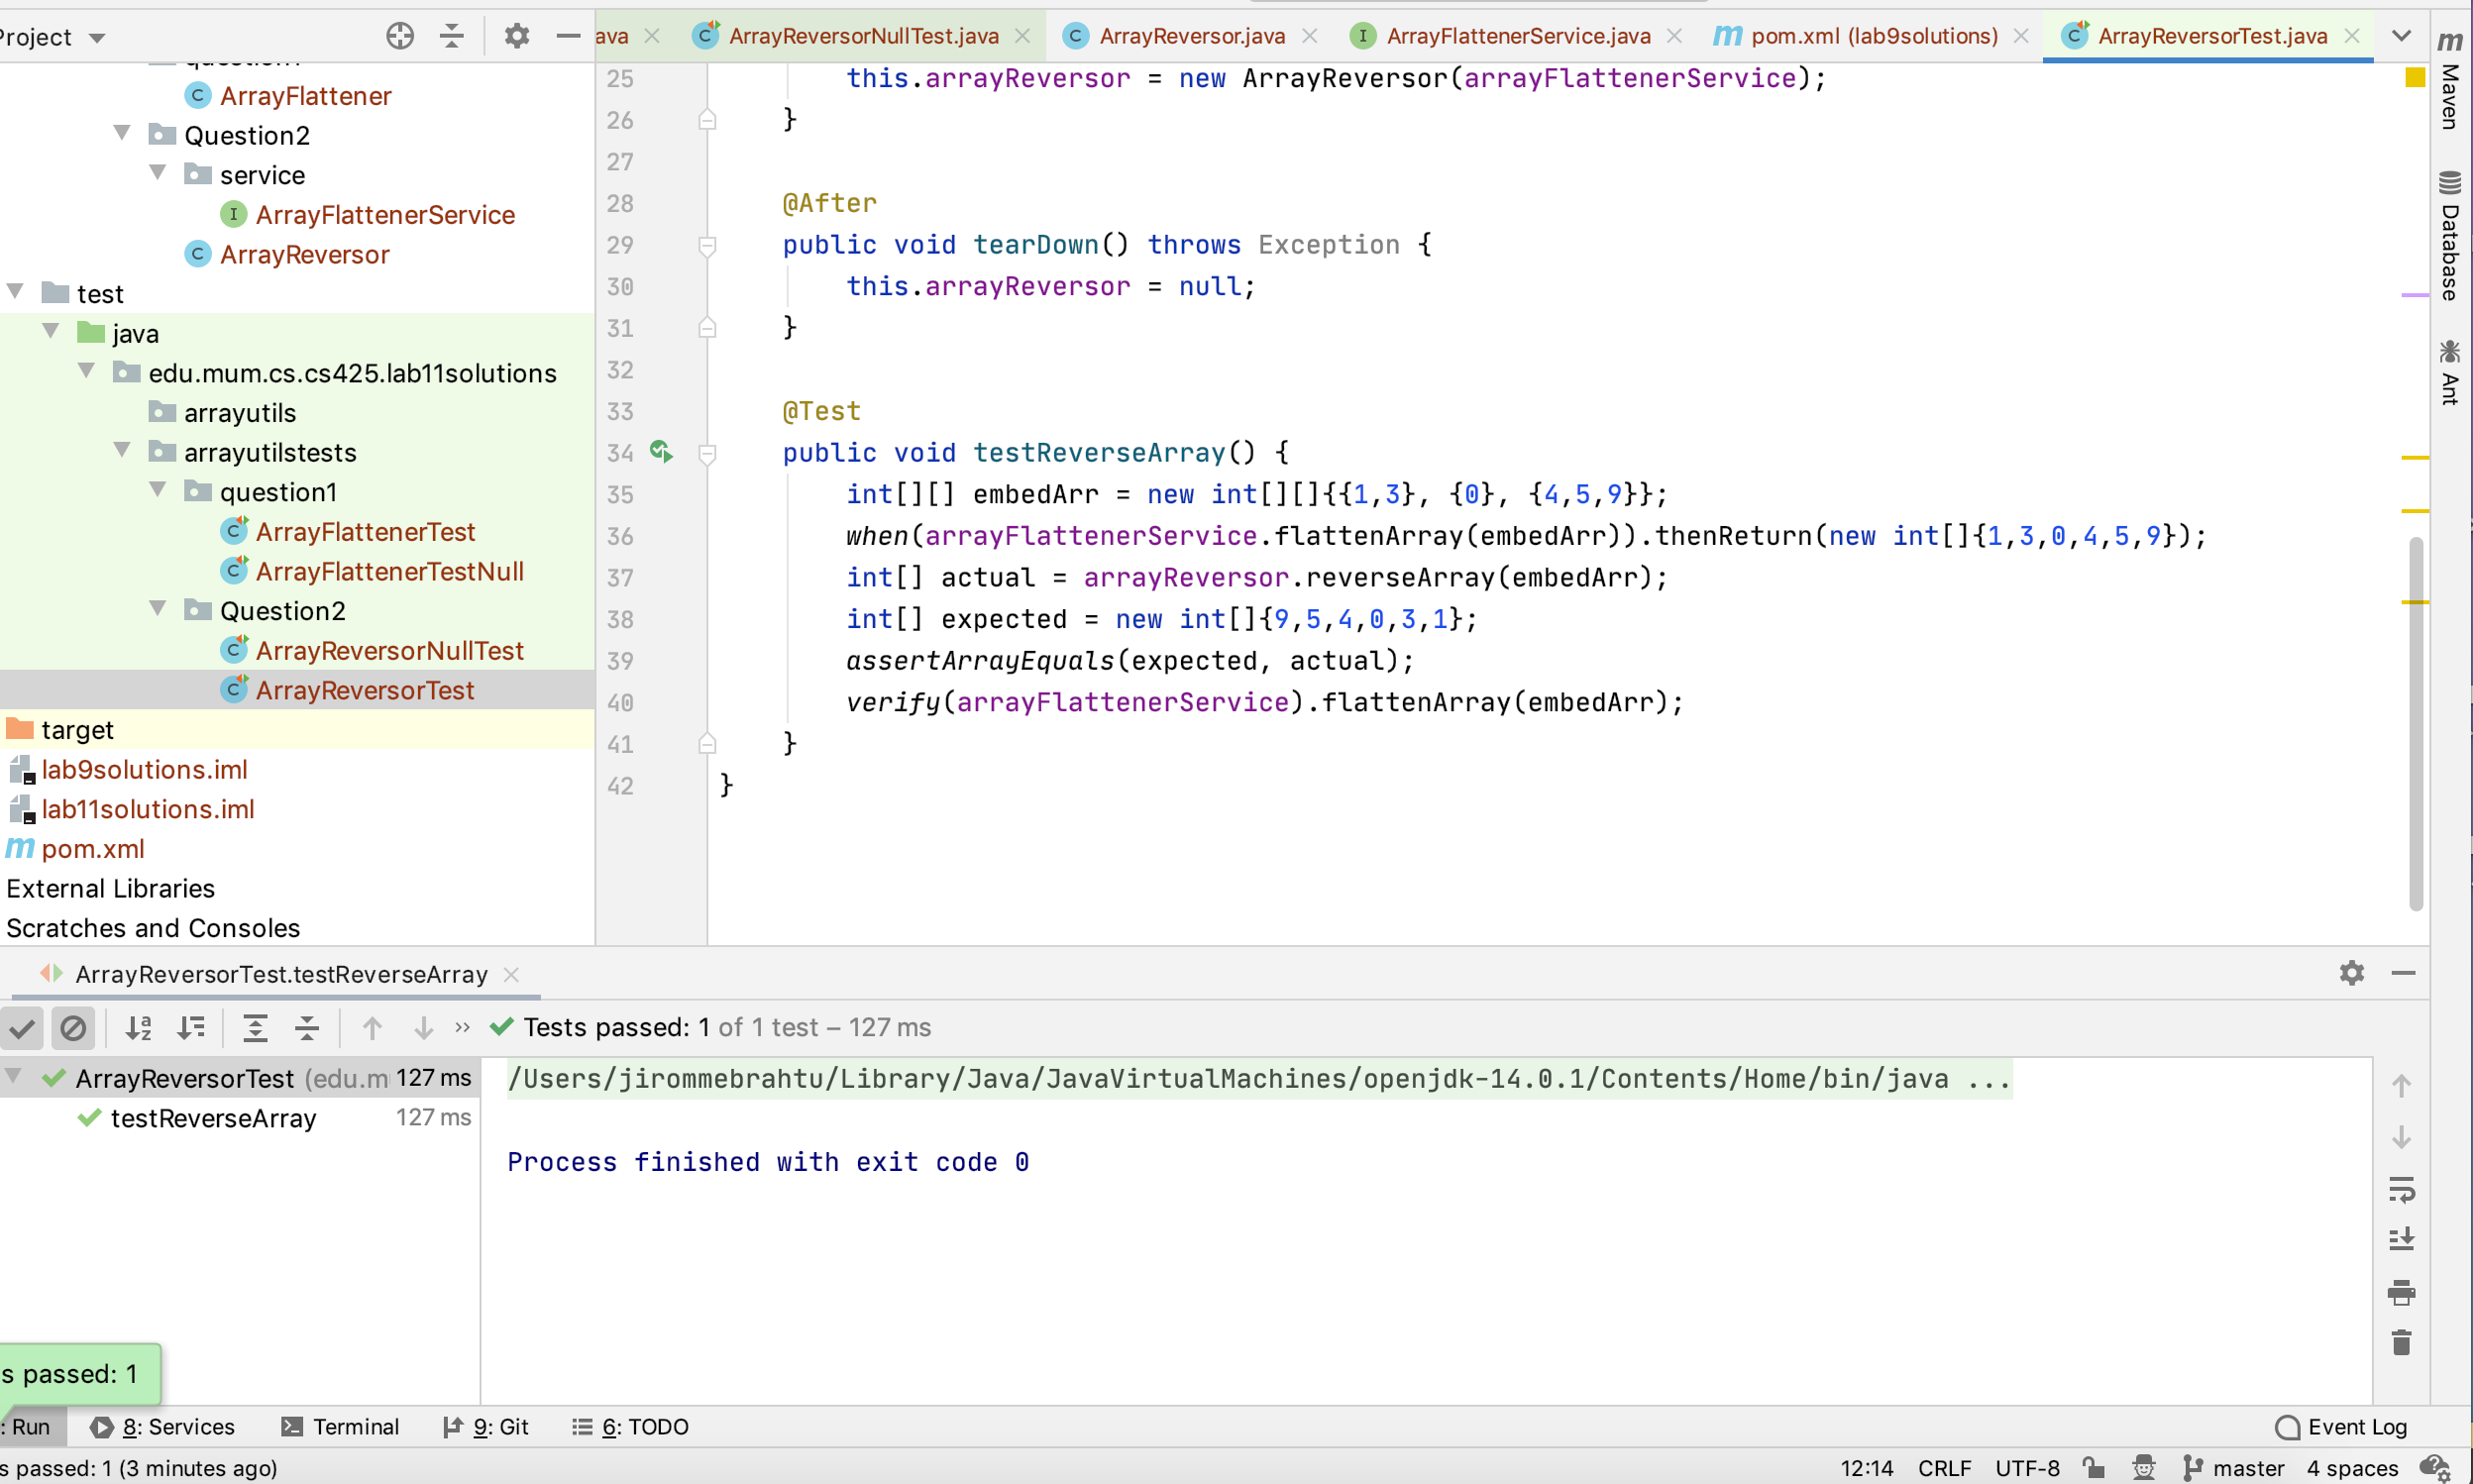 Project
ava
ArrayReversorNullTest.java
ArrayReversor.java
ArrayFlattenerService.java
pom.xml (lab9solutions)
ArrayReversorTest.java
ArrayFlattener
Question2
service
ArrayFlattenerService
ArrayReversor
test
java
edu.mum.cs.cs425.lab11solutions
arrayutils
arrayutilstests
question1
ArrayFlattenerTest
ArrayFlattenerTestNull
Question2
ArrayReversorNullTest
ArrayReversorTest
target
lab9solutions.iml
lab11solutions.iml
pom.xml
External Libraries
Scratches and Consoles
25 this.arrayReversor = new ArrayReversor(arrayFlattenerService);
26 }
27
28 @After
29 public void tearDown() throws Exception {
30 this.arrayReversor = null;
31 }
32
33 @Test
34 public void testReverseArray() {
35 int[][] embedArr = new int[][]{{1,3}, {0}, {4,5,9}};
36 when(arrayFlattenerService.flattenArray(embedArr)).thenReturn(new int[]{1,3,0,4,5,9});
37 int[] actual = arrayReversor.reverseArray(embedArr);
38 int[] expected = new int[]{9,5,4,0,3,1};
39 assertArrayEquals(expected, actual);
40 verify(arrayFlattenerService).flattenArray(embedArr);
41 }
42 }
Maven
Database
Ant
ArrayReversorTest.testReverseArray
Tests passed: 1 of 1 test – 127 ms
ArrayReversorTest (edu.m 127 ms
testReverseArray 127 ms
/Users/jirommebrahtu/Library/Java/JavaVirtualMachines/openjdk-14.0.1/Contents/Home/bin/java ...
Process finished with exit code 0
s passed: 1
: Run
8: Services
Terminal
9: Git
6: TODO
Event Log
s passed: 1 (3 minutes ago)
12:14 CRLF UTF-8 master 4 spaces